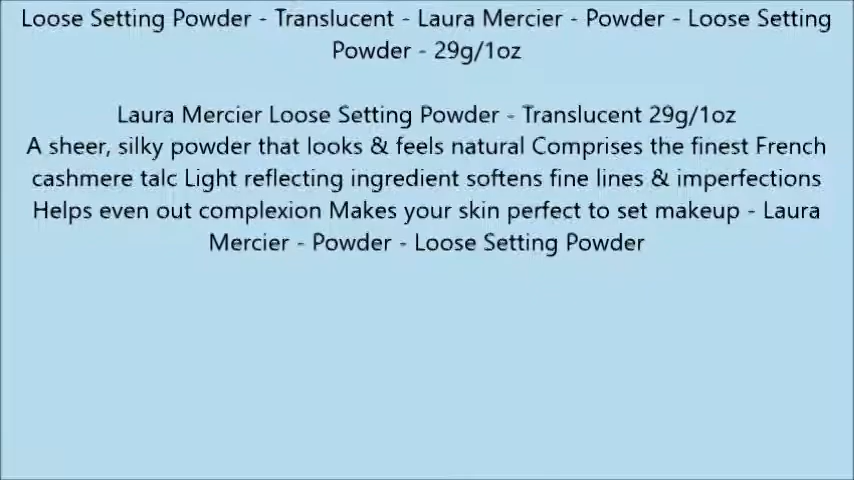 Loose Setting Powder - Translucent - Laura Mercier - Powder - Loose Setting
Powder - 29g/1oz
Laura Mercier Loose Setting Powder - Translucent 29g/1oz
A sheer, silky powder that looks & feels natural Comprises the finest French
cashmere talc Light reflecting ingredient softens fine lines & imperfections
Helps even out complexion Makes your skin perfect to set makeup - Laura
Mercier - Powder - Loose Setting Powder